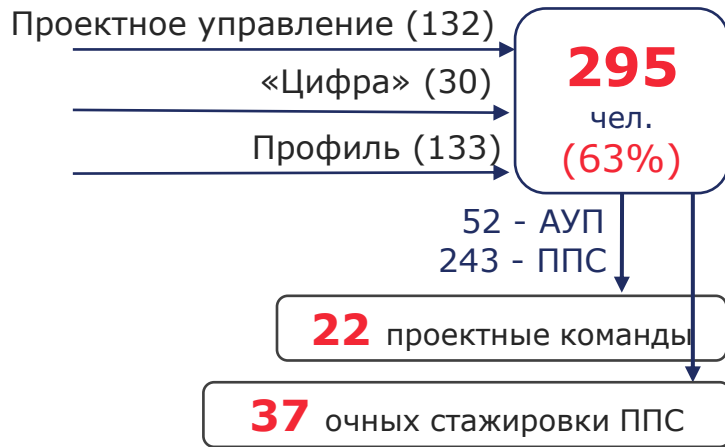 Проектное управление (132)
«Цифра» (30)
Профиль (133)
295
чел.
(63%)
52 - АУП
243 - ППС
22 проектные команды
37 очных стажировки ППС